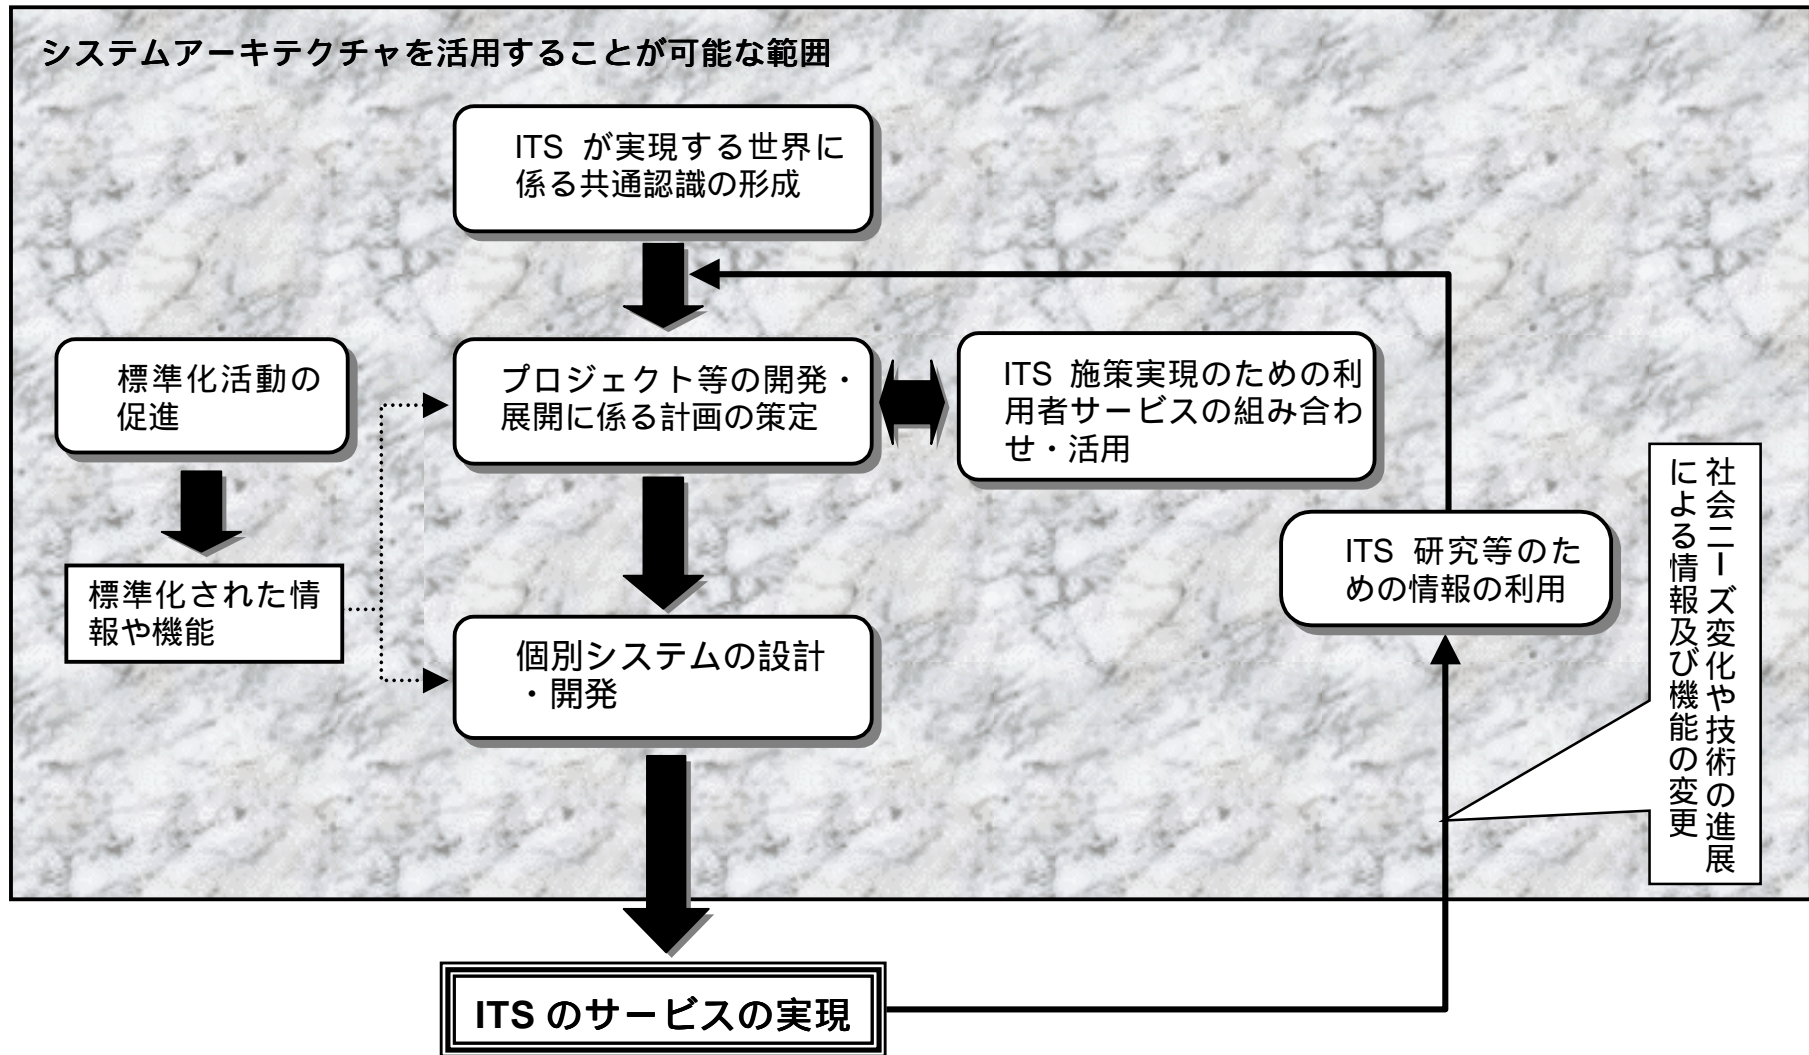 システムアーキテクチャを活用することが可能な範囲
ITS が実現する世界に
係る共通認識の形成
標準化活動の
促進
プロジェクト等の開発・
展開に係る計画の策定
ITS 施策実現のための利
用者サービスの組み合わ
せ・活用
標準化された情
報や機能
ITS 研究等のた
めの情報の利用
社会ニーズ変化や技術の進展
による情報及び機能の変更
個別システムの設計
・開発
ITS のサービスの実現